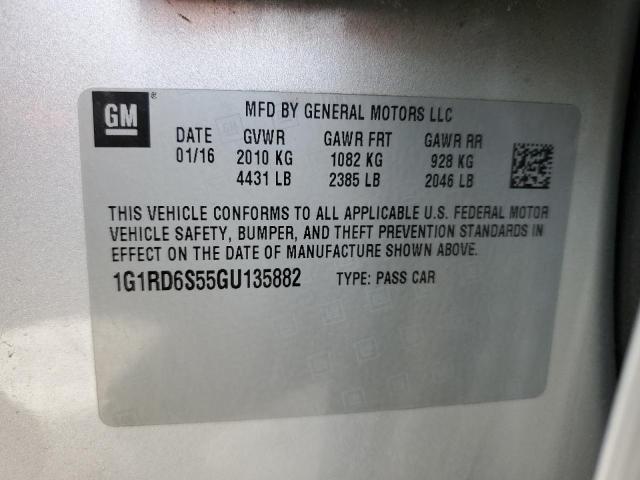 GM ®
MFD BY GENERAL MOTORS LLC
DATE GVWR GAWR FRT GAWR RR
01/16 2010 KG 1082 KG 928 KG
4431 LB 2385 LB 2046 LB
THIS VEHICLE CONFORMS TO ALL APPLICABLE U.S. FEDERAL MOTOR
VEHICLE SAFETY, BUMPER, AND THEFT PREVENTION STANDARDS IN
EFFECT ON THE DATE OF MANUFACTURE SHOWN ABOVE.
1G1RD6S55GU135882 TYPE: PASS CAR